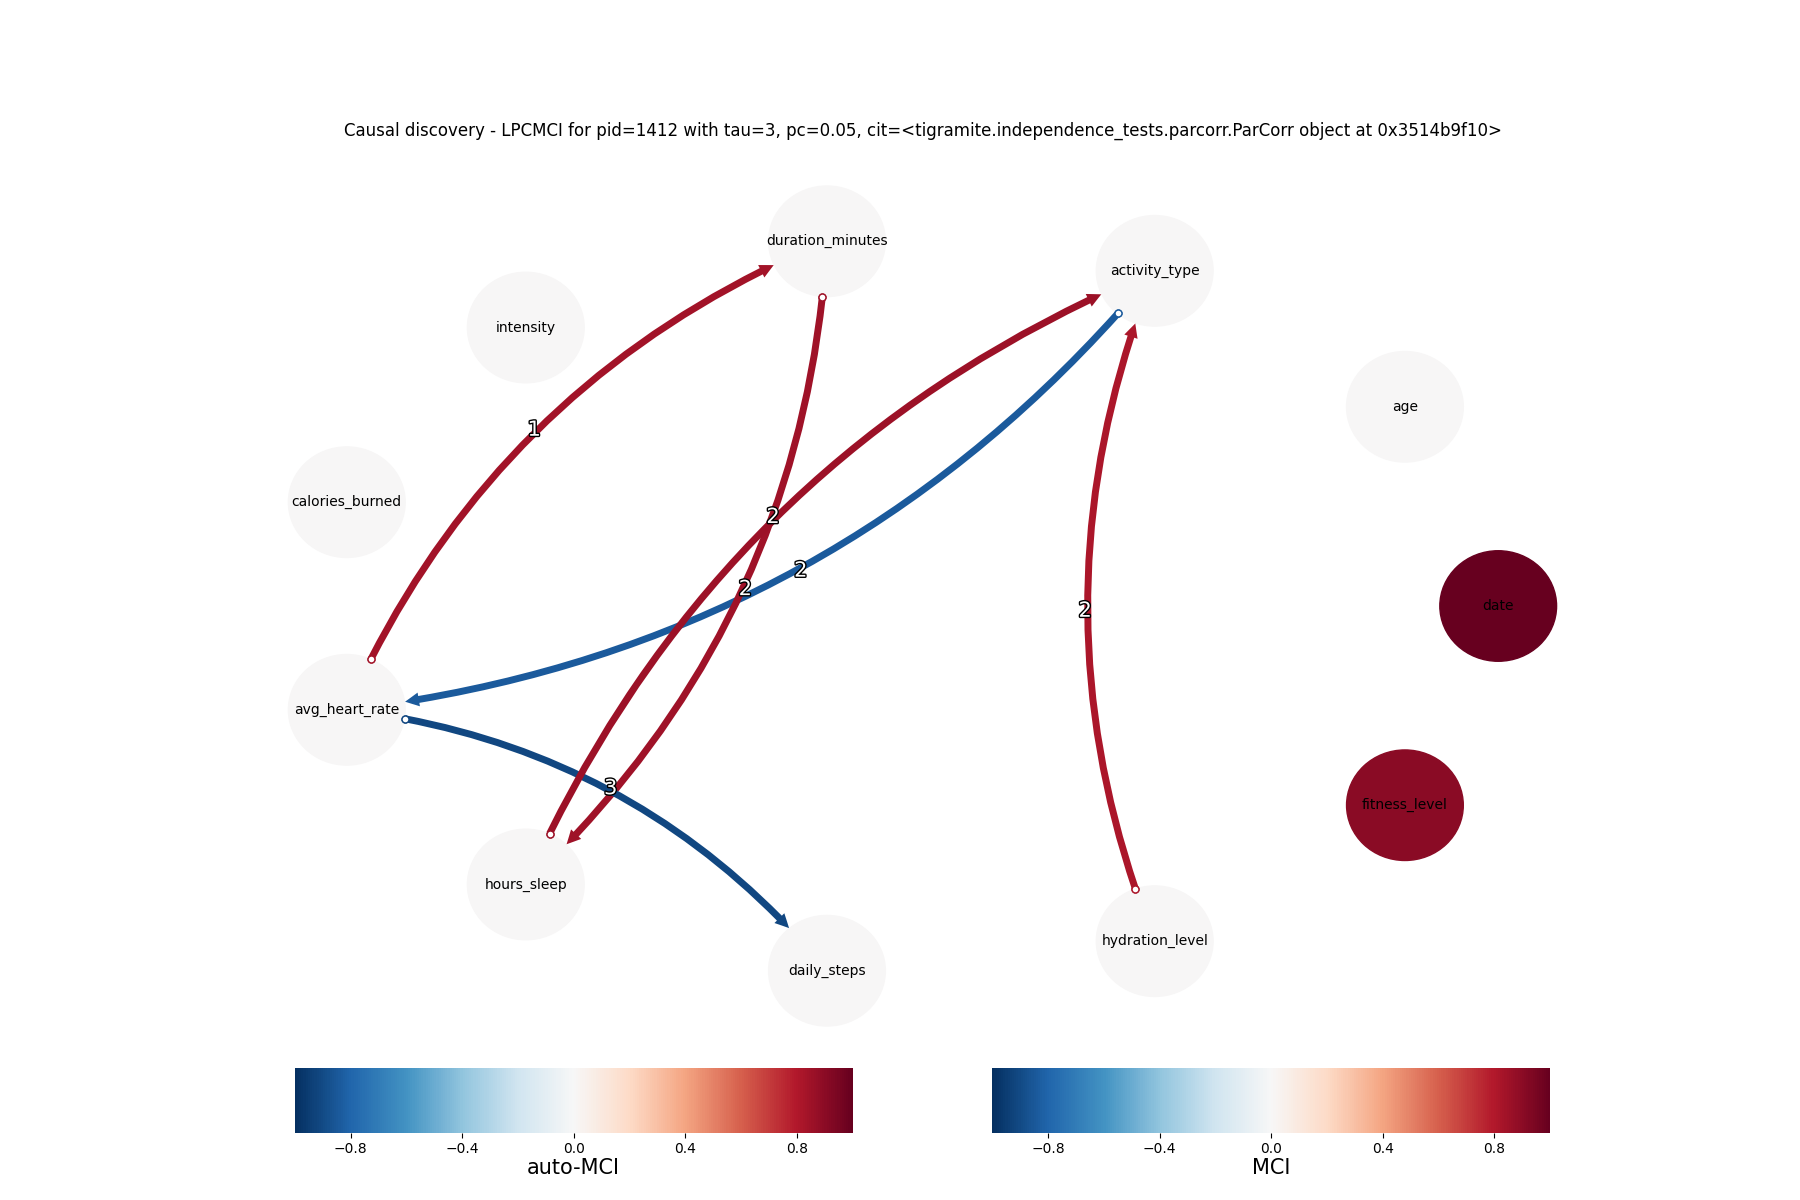 Causal discovery - LPCMCI for pid=1412 with tau=3, pc=0.05, cit=<tigramite.independence_tests.parcorr.ParCorr object at 0x3514b9f10>
duration_minutes
activity_type
intensity
age
1
calories_burned
2
2
2
date
2
avg_heart_rate
3
fitness_level
hours_sleep
hydration_level
daily_steps
−0.8 −0.4 0.0 0.4 0.8
auto-MCI
−0.8 −0.4 0.0 0.4 0.8
MCI